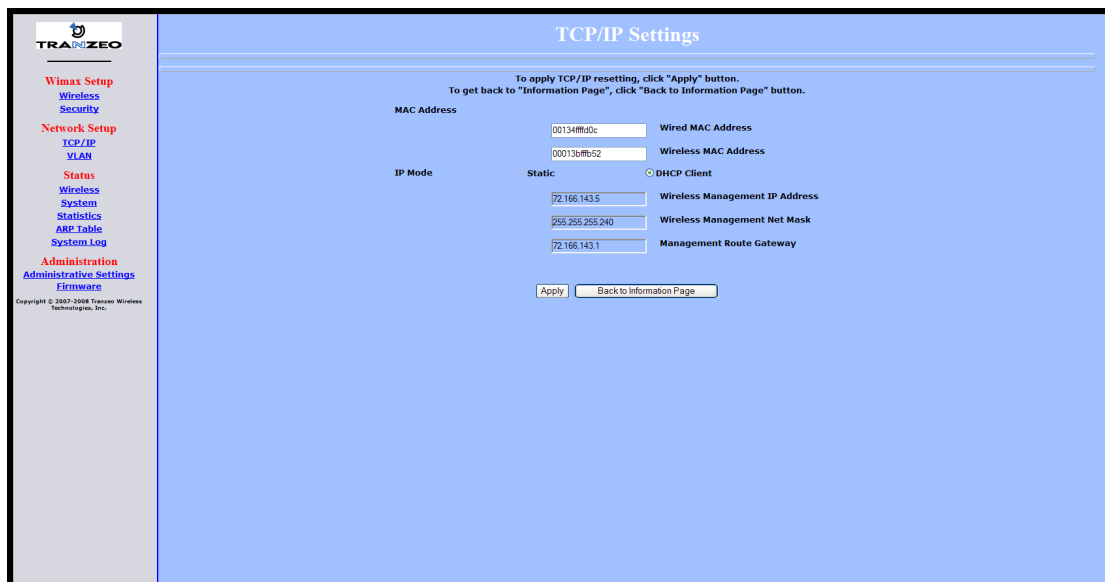 TRANZEO
Wimax Setup
Wireless
Security
Network Setup
TCP/IP
VLAN
Status
Wireless
System
Statistics
ARP Table
System Log
Administration
Administrative Settings
Firmware
Copyright © 2007-2008 Tranzeo Wireless
Technologies, Inc.
TCP/IP Settings
To apply TCP/IP resetting, click "Apply" button.
To get back to "Information Page", click "Back to Information Page" button.
MAC Address
00134ffffd0c Wired MAC Address
00013bfffb52 Wireless MAC Address
IP Mode Static DHCP Client
72.166.143.5 Wireless Management IP Address
255.255.255.240 Wireless Management Net Mask
72.166.143.1 Management Route Gateway
Apply Back to Information Page